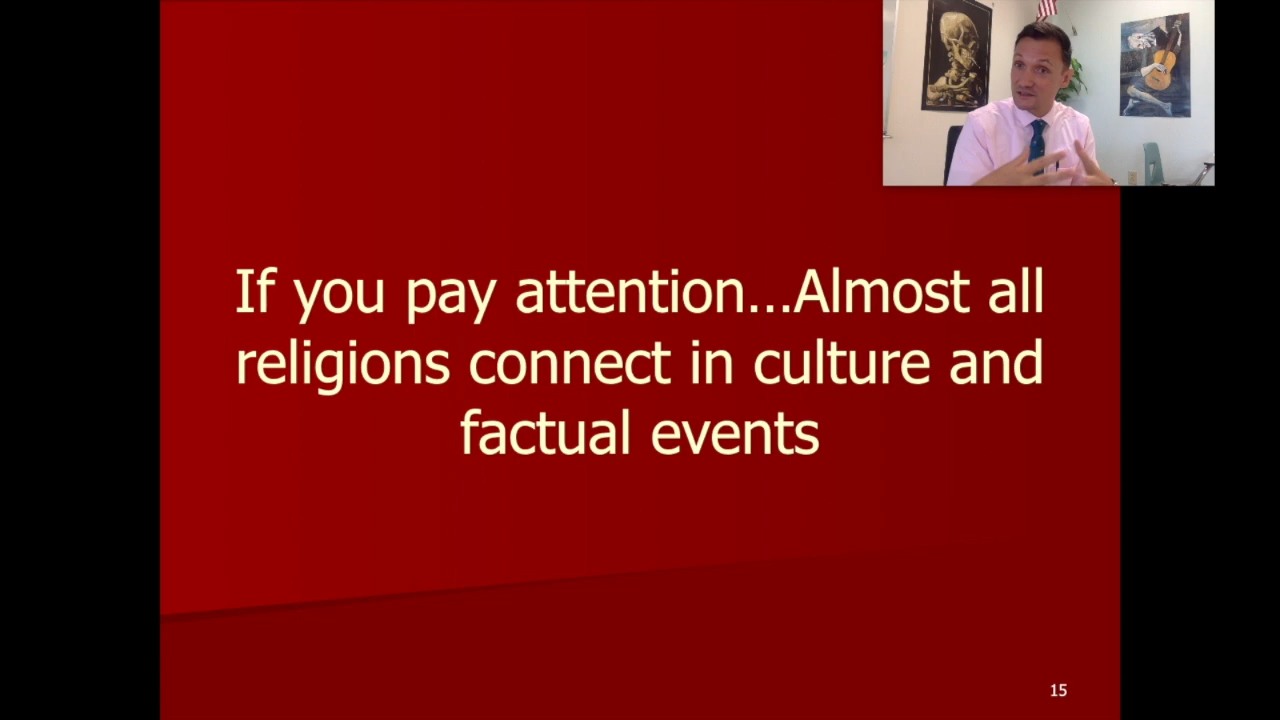 If you pay attention...Almost all
religions connect in culture and
factual events
15